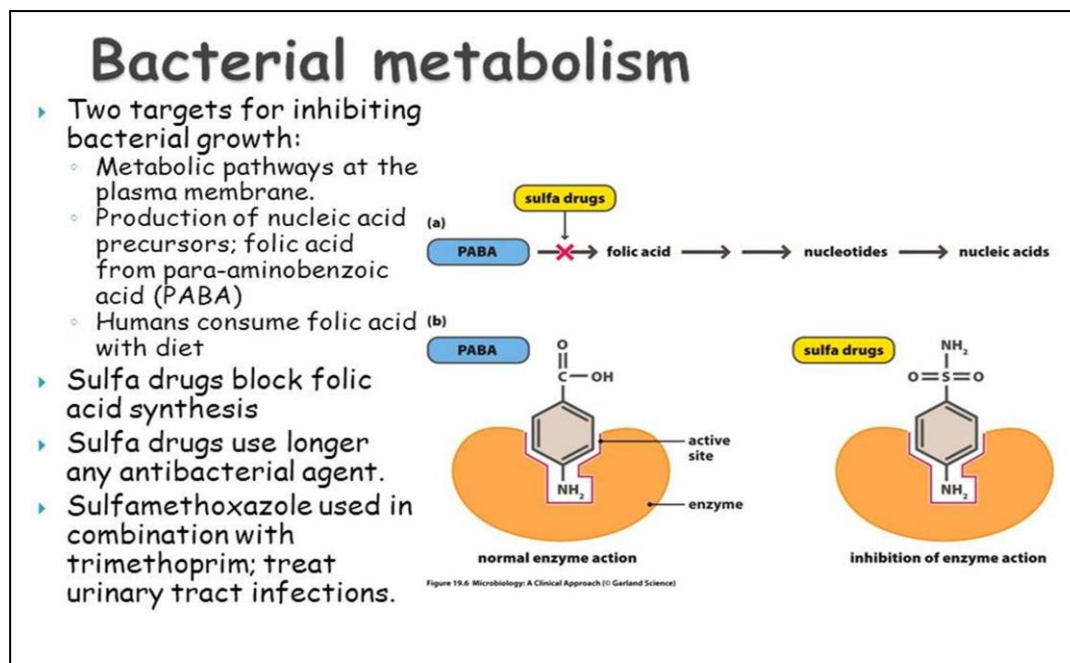 Bacterial metabolism
Two targets for inhibiting
bacterial growth:
Metabolic pathways at the
plasma membrane.
Production of nucleic acid
precursors; folic acid
from para-aminobenzoic
acid (PABA)
Humans consume folic acid
with diet
Sulfa drugs block folic
acid synthesis
Sulfa drugs use longer
any antibacterial agent.
Sulfamethoxazole used in
combination with
trimethoprim; treat
urinary tract infections.
sulfa drugs
(a)
PABA folic acid nucleotides nucleic acids
(b)
PABA
O
C OH
NH₂
active
site
enzyme
normal enzyme action
sulfa drugs
NH₂
O=S=O
NH₂
inhibition of enzyme action
Figure 19.6 Microbiology: A Clinical Approach (© Garland Science)